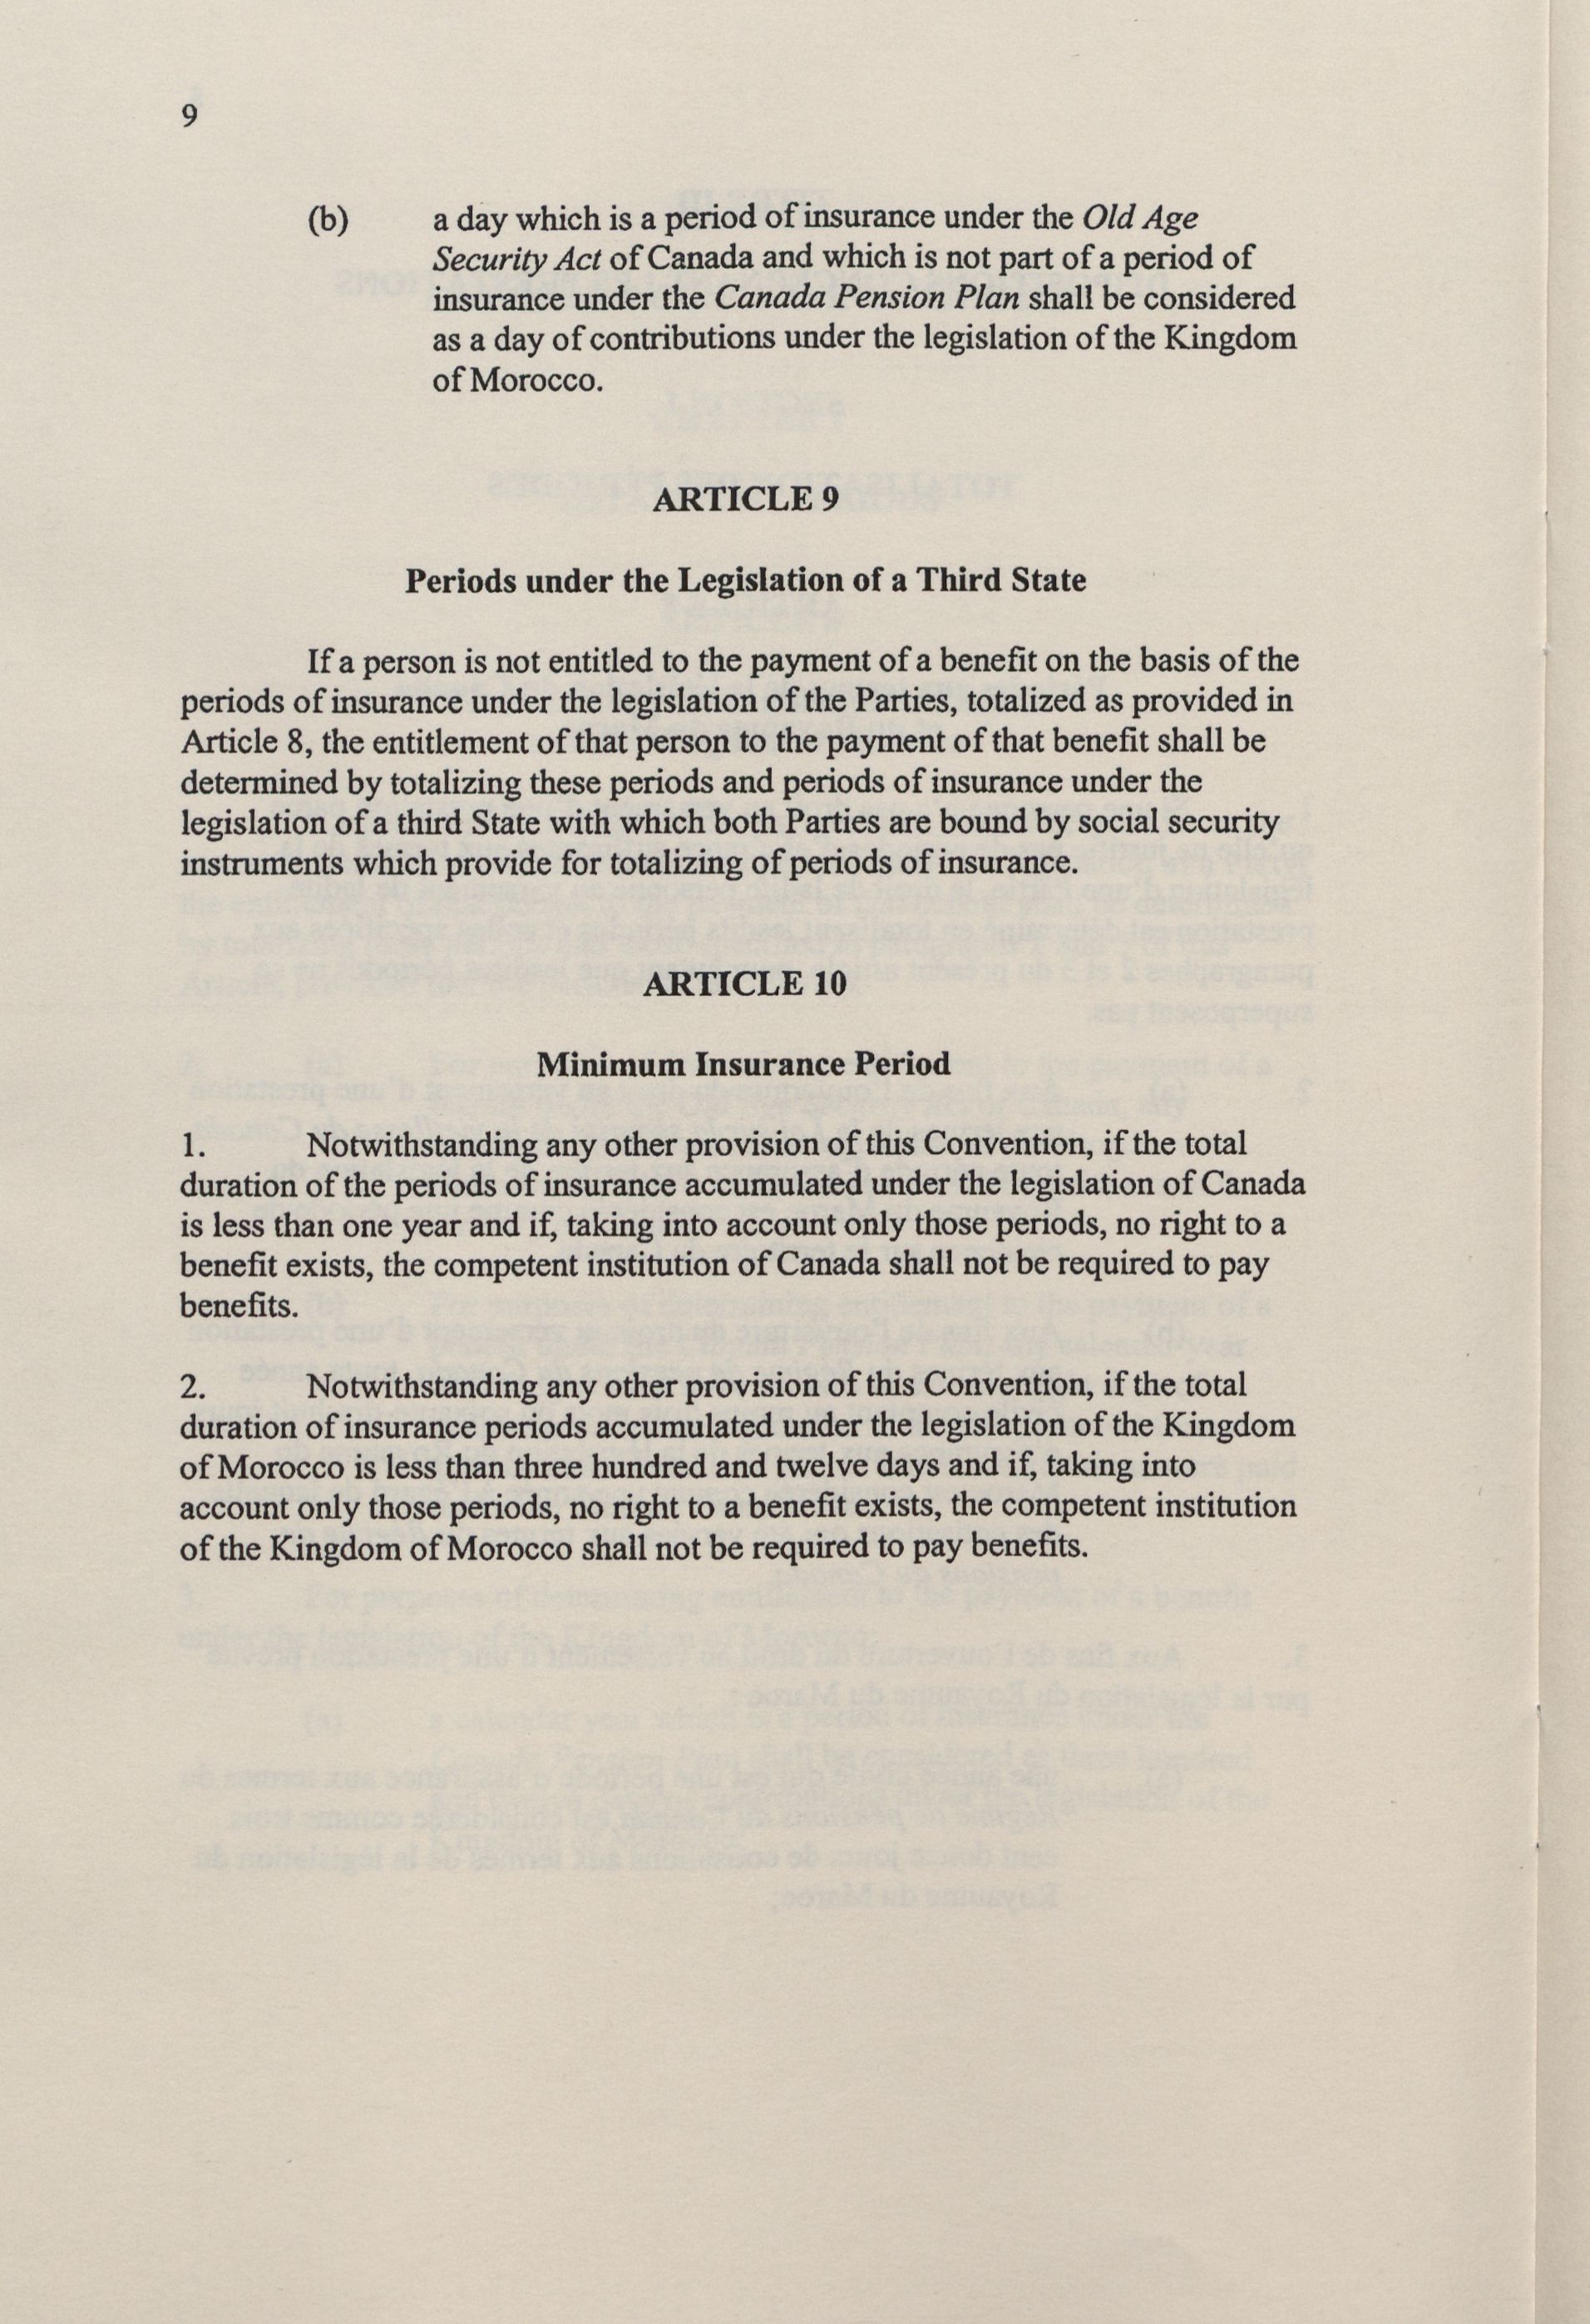 9
(b) a day which is a period of insurance under the Old Age
Security Act of Canada and which is not part of a period of
insurance under the Canada Pension Plan shall be considered
as a day of contributions under the legislation of the Kingdom
of Morocco.
ARTICLE 9
Periods under the Legislation of a Third State
If a person is not entitled to the payment of a benefit on the basis of the
periods of insurance under the legislation of the Parties, totalized as provided in
Article 8, the entitlement of that person to the payment of that benefit shall be
determined by totalizing these periods and periods of insurance under the
legislation of a third State with which both Parties are bound by social security
instruments which provide for totalizing of periods of insurance.
ARTICLE 10
Minimum Insurance Period
1. Notwithstanding any other provision of this Convention, if the total
duration of the periods of insurance accumulated under the legislation of Canada
is less than one year and if, taking into account only those periods, no right to a
benefit exists, the competent institution of Canada shall not be required to pay
benefits.
2. Notwithstanding any other provision of this Convention, if the total
duration of insurance periods accumulated under the legislation of the Kingdom
of Morocco is less than three hundred and twelve days and if, taking into
account only those periods, no right to a benefit exists, the competent institution
of the Kingdom of Morocco shall not be required to pay benefits.